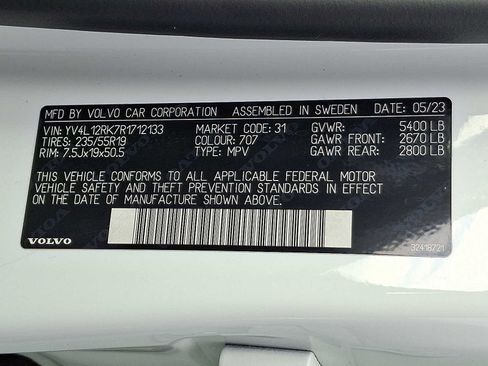 MFD BY VOLVO CAR CORPORATION ASSEMBLED IN SWEDEN DATE: 05/23
VIN: YV4L12RK7R1712133 MARKET CODE: 31 GVWR: 5400 LB
TIRES: 235/55R19 COLOUR: 707 GAWR FRONT: 2670 LB
RIM: 7.5Jx19x50.5 TYPE: MPV GAWR REAR: 2800 LB
THIS VEHICLE CONFORMS TO ALL APPLICABLE FEDERAL MOTOR
VEHICLE SAFETY AND THEFT PREVENTION STANDARDS IN EFFECT
ON THE DATE OF MANUFACTURE SHOWN ABOVE.
VOLVO 32418721